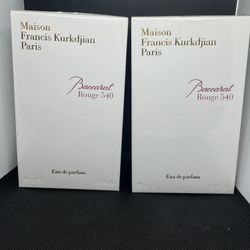 Maison
Francis Kurkdjian
Paris
Baccarat
Rouge 540
Eau de parfum
Maison
Francis Kurkdjian
Paris
Baccarat
Rouge 540
Eau de parfum